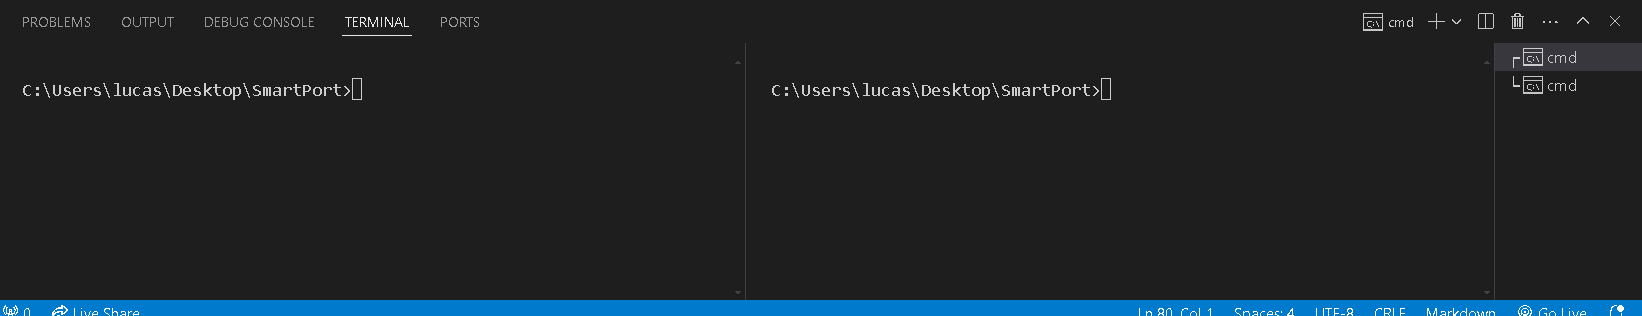 PROBLEMS OUTPUT DEBUG CONSOLE TERMINAL PORTS cmd
C:\Users\lucas\Desktop\SmartPort> C:\Users\lucas\Desktop\SmartPort>
cmd
cmd
0 Live Share Ln 80, Col 1 Spaces: 4 UTF-8 CRLF Markdown Go Live